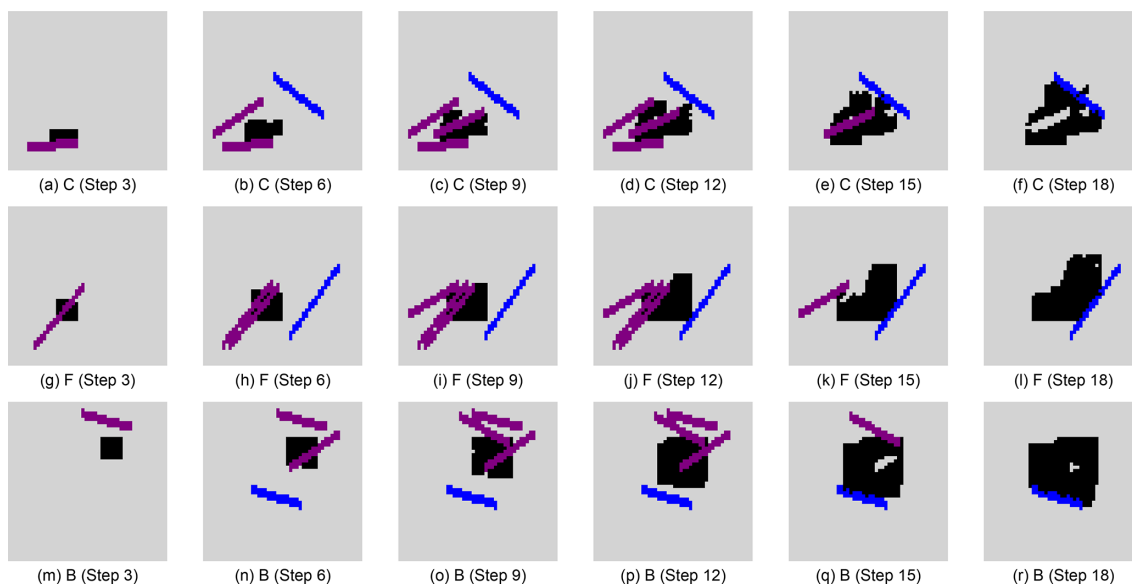 (a) C (Step 3) (b) C (Step 6) (c) C (Step 9) (d) C (Step 12) (e) C (Step 15) (f) C (Step 18)
(g) F (Step 3) (h) F (Step 6) (i) F (Step 9) (j) F (Step 12) (k) F (Step 15) (l) F (Step 18)
(m) B (Step 3) (n) B (Step 6) (o) B (Step 9) (p) B (Step 12) (q) B (Step 15) (r) B (Step 18)